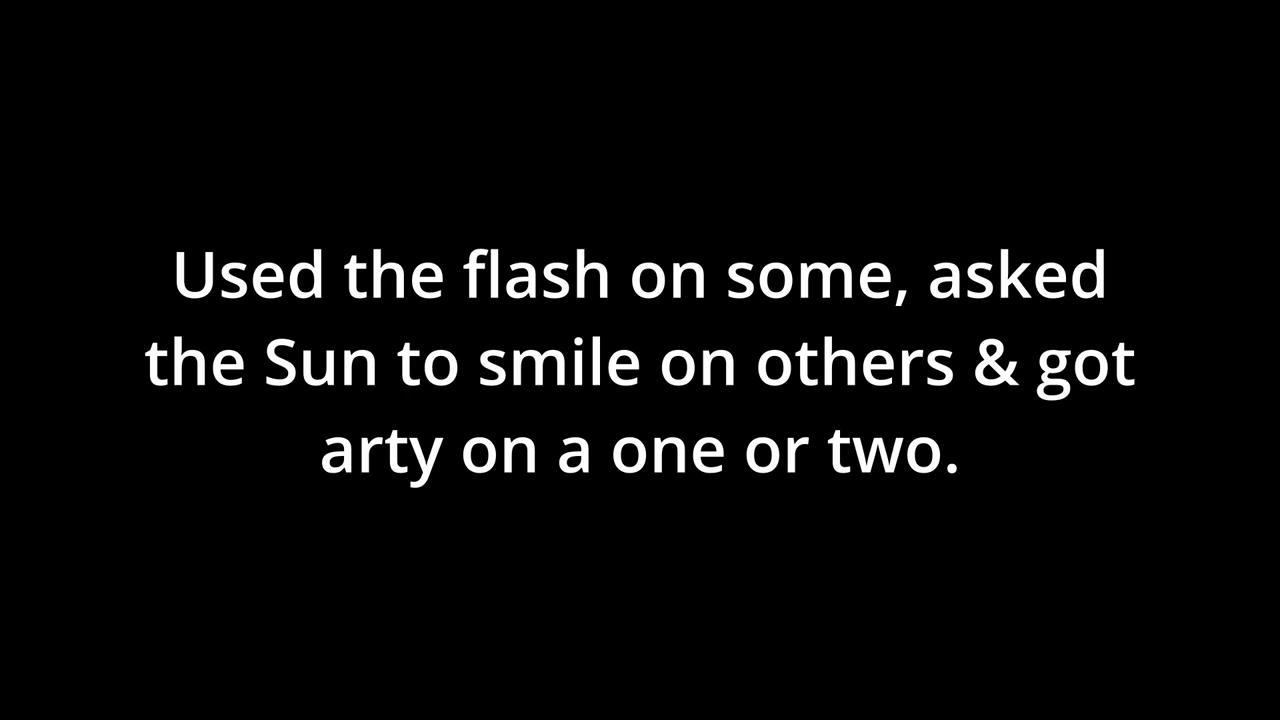 Used the flash on some, asked
the Sun to smile on others & got
arty on a one or two.